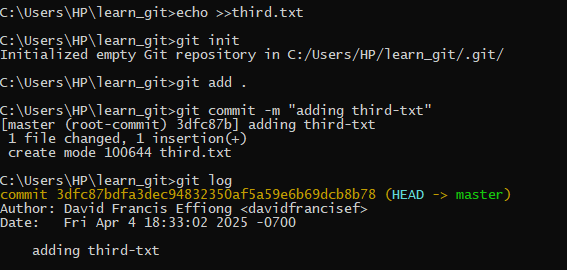 C:\Users\HP\learn_git>echo >>third.txt
C:\Users\HP\learn_git>git init
Initialized empty Git repository in C:/Users/HP/learn_git/.git/
C:\Users\HP\learn_git>git add .
C:\Users\HP\learn_git>git commit -m "adding third-txt"
[master (root-commit) 3dfc87b] adding third-txt
 1 file changed, 1 insertion(+)
 create mode 100644 third.txt
C:\Users\HP\learn_git>git log
commit 3dfc87bdfa3dec94832350af5a59e6b69dcb8b78 (HEAD -> master)
Author: David Francis Effiong <davidfrancisef>
Date:   Fri Apr 4 18:33:02 2025 -0700
    adding third-txt